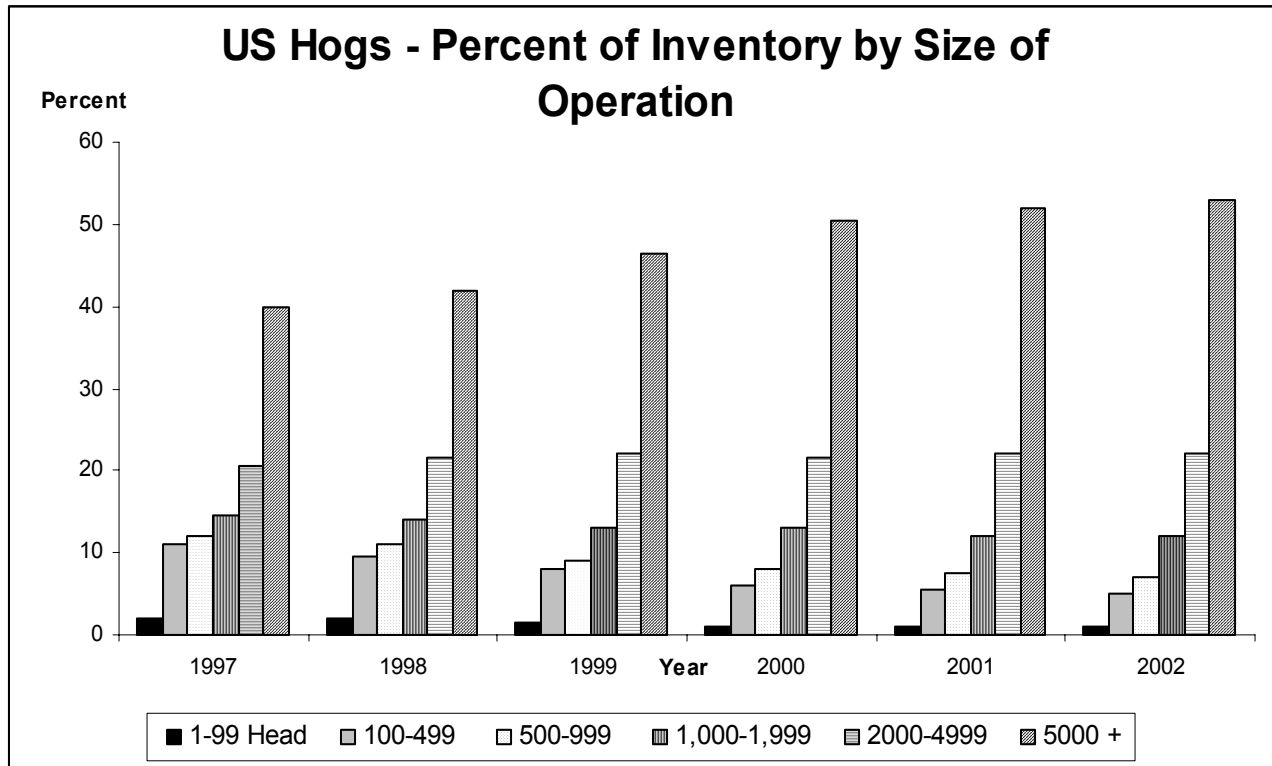 US Hogs - Percent of Inventory by Size of
Operation
Percent
60
50
40
30
20
10
0
1997 1998 1999 Year 2000 2001 2002
1-99 Head 100-499 500-999 1,000-1,999 2000-4999 5000 +